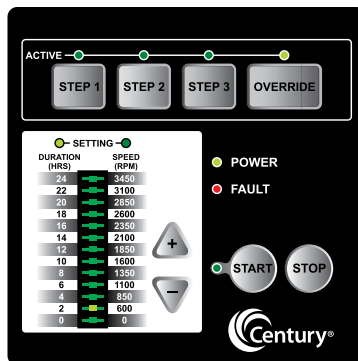 ACTIVE
STEP 1 STEP 2 STEP 3 OVERRIDE
SETTING
DURATION (HRS) SPEED (RPM)
24 3450
22 3100
20 2850
18 2600
16 2350
14 2100
12 1850
10 1600
8 1350
6 1100
4 850
2 600
0 0
+
−
POWER
FAULT
START STOP
Century®